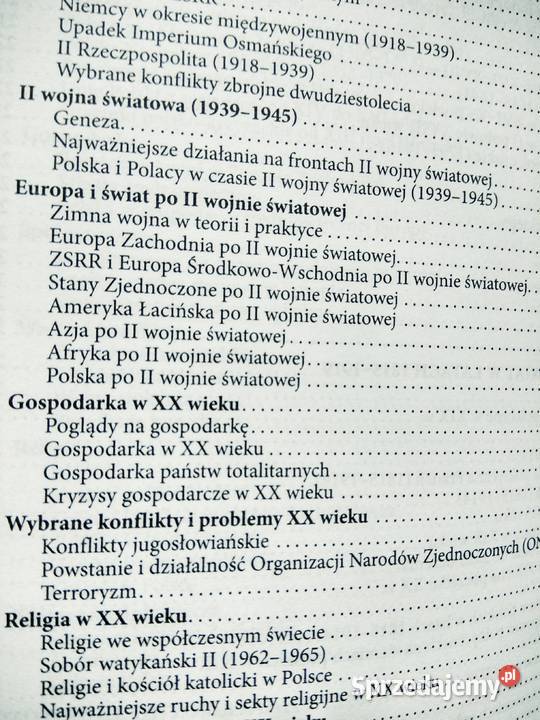 Niemcy w okresie międzywojennym (1918–1939)
Upadek Imperium Osmańskiego
II Rzeczpospolita (1918–1939)
Wybrane konflikty zbrojne dwudziestolecia
II wojna światowa (1939–1945)
Geneza
Najważniejsze działania na frontach II wojny światowej
Polska i Polacy w czasie II wojny światowej (1939–1945)
Europa i świat po II wojnie światowej
Zimna wojna w teorii i praktyce
Europa Zachodnia po II wojnie światowej
ZSRR i Europa Środkowo-Wschodnia po II wojnie światowej
Stany Zjednoczone po II wojnie światowej
Ameryka Łacińska po II wojnie światowej
Azja po II wojnie światowej
Afryka po II wojnie światowej
Polska po II wojnie światowej
Gospodarka w XX wieku
Poglądy na gospodarkę
Gospodarka w XX wieku
Gospodarka państw totalitarnych
Kryzysy gospodarcze w XX wieku
Wybrane konflikty i problemy XX wieku
Konflikty jugosłowiańskie
Powstanie i działalność Organizacji Narodów Zjednoczonych (ON
Terroryzm
Religia w XX wieku
Religie we współczesnym świecie
Sobór watykański II (1962–1965)
Religie i kościół katolicki w Polsce
Najważniejsze ruchy i sekty religijne w XX
wieku
Sprzedajemy.pl